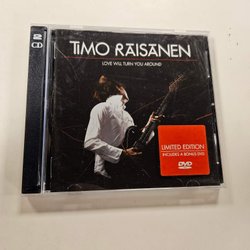 2
CD
TIMO RÄISÄNEN
LOVE WILL TURN YOU AROUND
LIMITED EDITION
INCLUDES A BONUS DVD
DVD